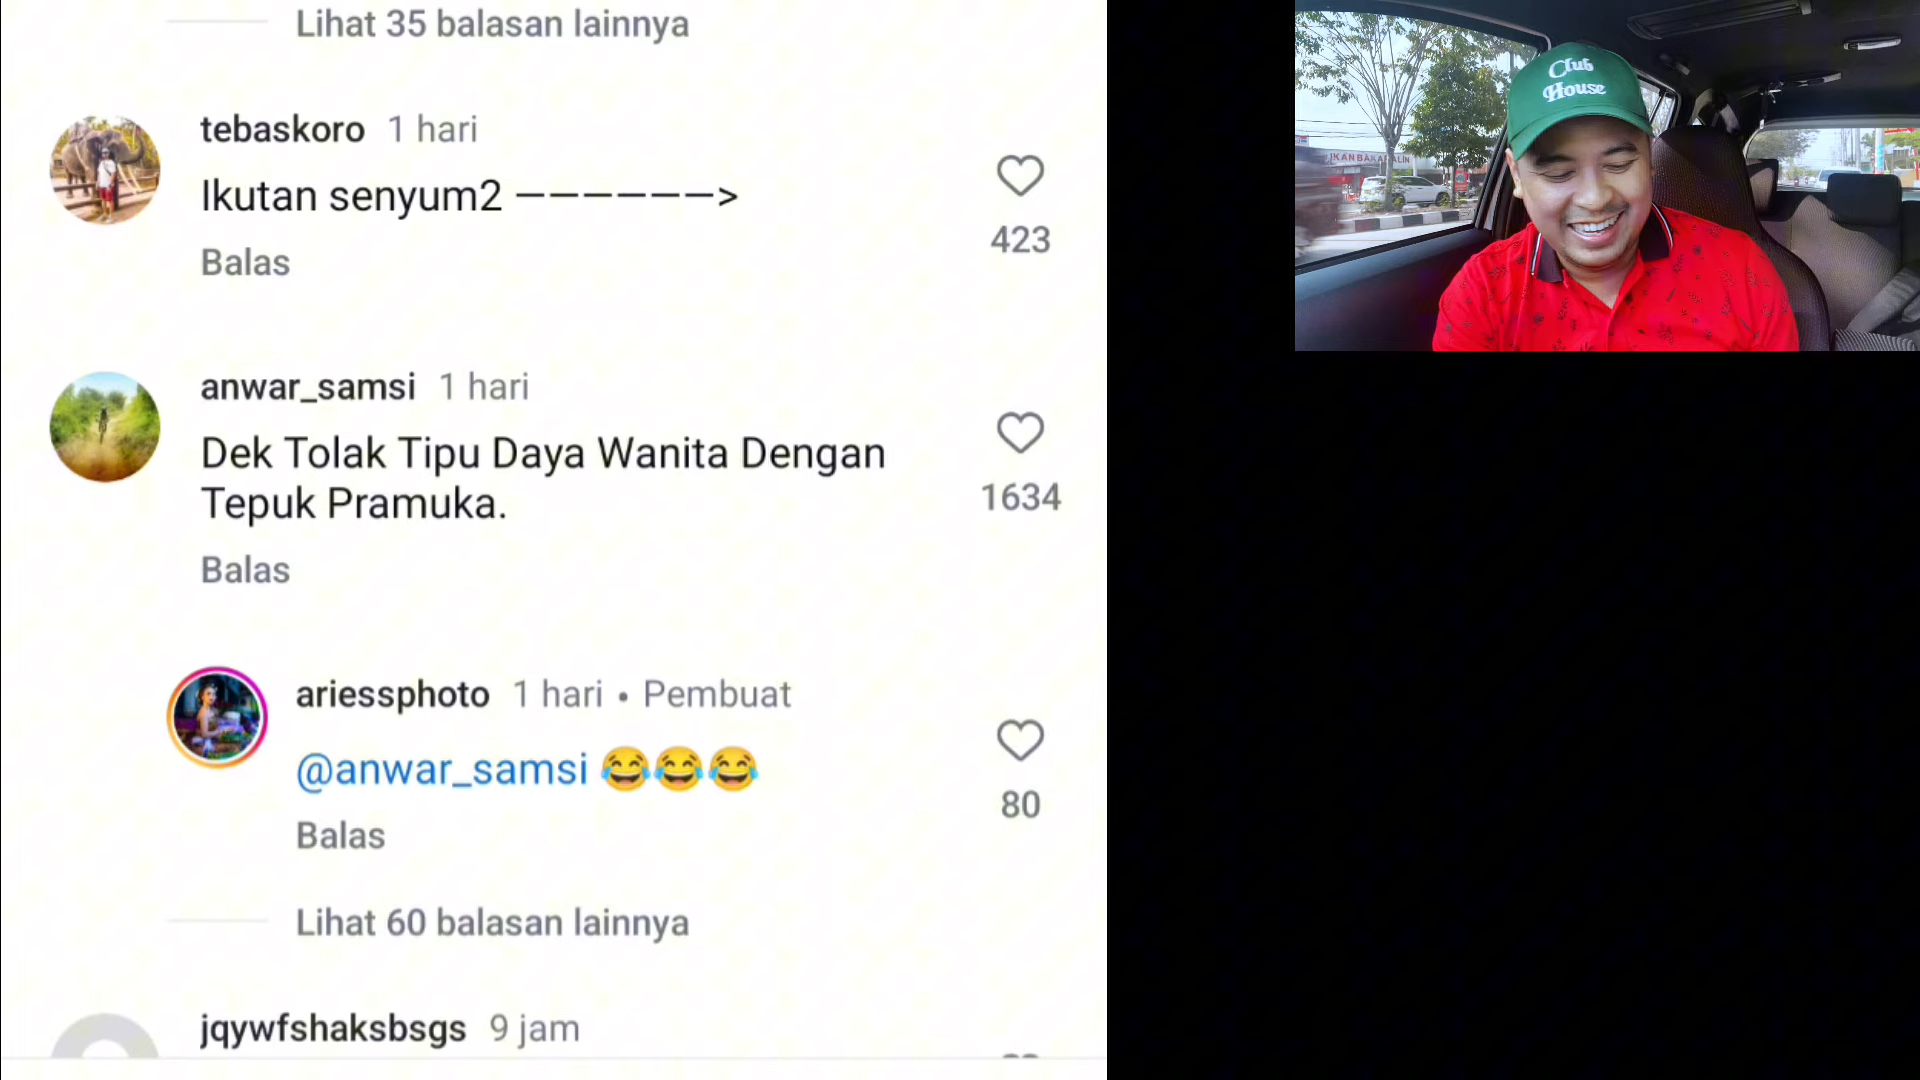 Lihat 35 balasan lainnya
tebaskoro 1 hari
Ikutan senyum2 ——————>
423
Balas
anwar_samsi 1 hari
Dek Tolak Tipu Daya Wanita Dengan
Tepuk Pramuka.
1634
Balas
ariessphoto 1 hari • Pembuat
@anwar_samsi 😂😂😂
80
Balas
Lihat 60 balasan lainnya
jqywfshaksbsgs 9 jam
Club
House